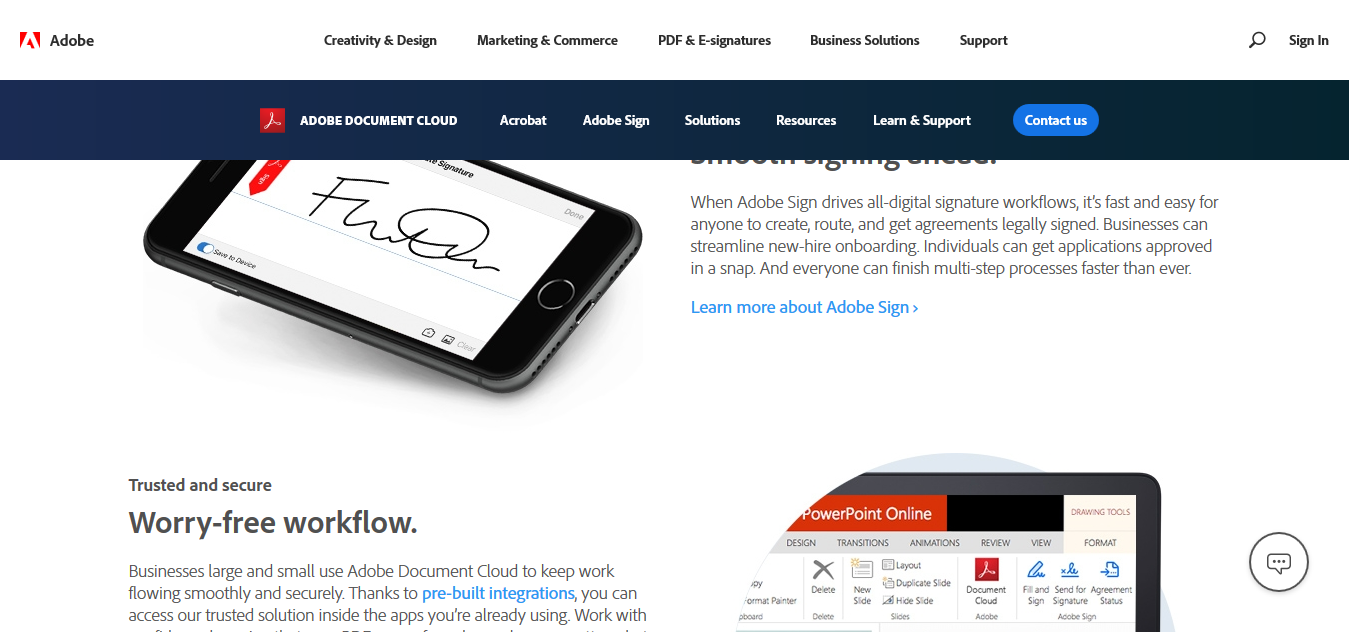 Adobe
Creativity & Design
Marketing & Commerce
PDF & E-signatures
Business Solutions
Support
Sign In
ADOBE DOCUMENT CLOUD
Acrobat
Adobe Sign
Solutions
Resources
Learn & Support
Contact us
Smooth signing ahead.
When Adobe Sign drives all-digital signature workflows, it’s fast and easy for
anyone to create, route, and get agreements legally signed. Businesses can
streamline new-hire onboarding. Individuals can get applications approved
in a snap. And everyone can finish multi-step processes faster than ever.
Learn more about Adobe Sign ›
Signature
Done
Sign
Save to Device
Clear
Trusted and secure
Worry-free workflow.
Businesses large and small use Adobe Document Cloud to keep work
flowing smoothly and securely. Thanks to pre-built integrations, you can
access our trusted solution inside the apps you’re already using. Work with
PowerPoint Online
DRAWING TOOLS
DESIGN
TRANSITIONS
ANIMATIONS
REVIEW
VIEW
FORMAT
opy
Format Painter
pboard
Delete
Delete
New
Slide
Layout
Duplicate Slide
Hide Slide
Slides
Document
Cloud
Adobe
Fill and
Sign
Send for
Signature
Agreement
Status
Adobe Sign